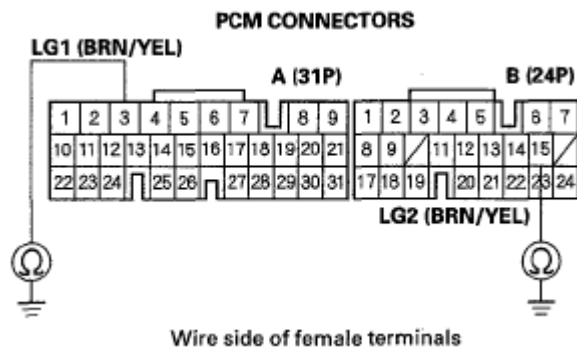 PCM CONNECTORS
LG1 (BRN/YEL)
A (31P) B (24P)
1 2 3 4 5 6 7 8 9 1 2 3 4 5 6 7
10 11 12 13 14 15 16 17 18 19 20 21 8 9 11 12 13 14 15
22 23 24 25 26 27 28 29 30 31 17 18 19 20 21 22 23 24
LG2 (BRN/YEL)
Ω Ω
Wire side of female terminals